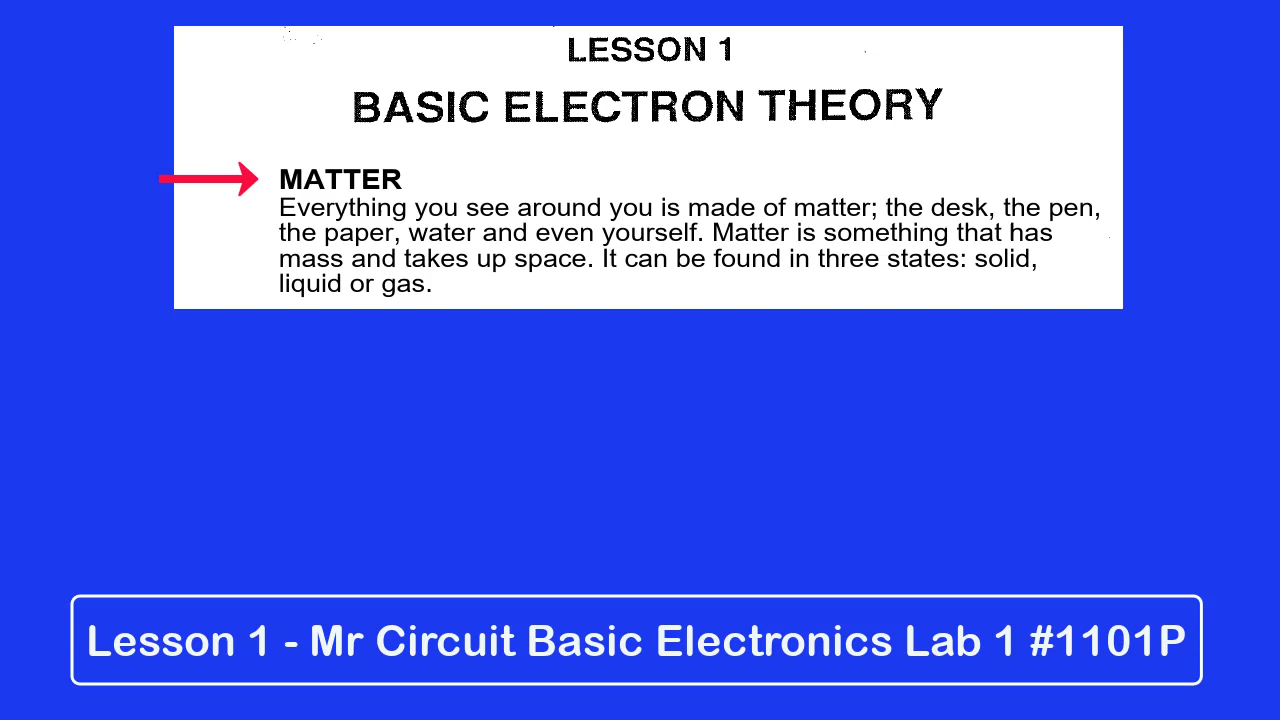 LESSON 1
BASIC ELECTRON THEORY
MATTER
Everything you see around you is made of matter; the desk, the pen,
the paper, water and even yourself. Matter is something that has
mass and takes up space. It can be found in three states: solid,
liquid or gas.
Lesson 1 - Mr Circuit Basic Electronics Lab 1 #1101P